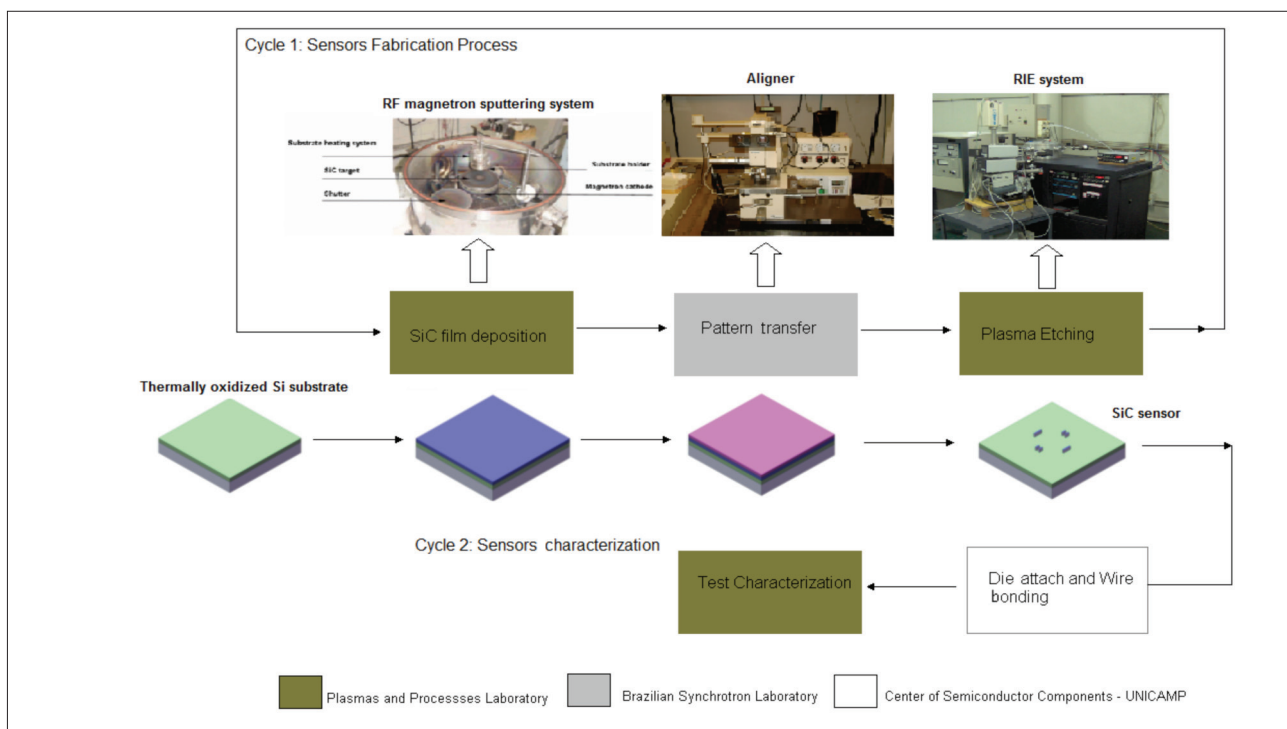 Cycle 1: Sensors Fabrication Process
RF magnetron sputtering system
Aligner
RIE system
Substrate heating system
SiC target
Shutter
Substrate holder
Magnetron cathode
SiC film deposition
Pattern transfer
Plasma Etching
Thermally oxidized Si substrate
SiC sensor
Cycle 2: Sensors characterization
Test Characterization
Die attach and Wire
bonding
Plasmas and Processses Laboratory
Brazilian Synchrotron Laboratory
Center of Semiconductor Components - UNICAMP